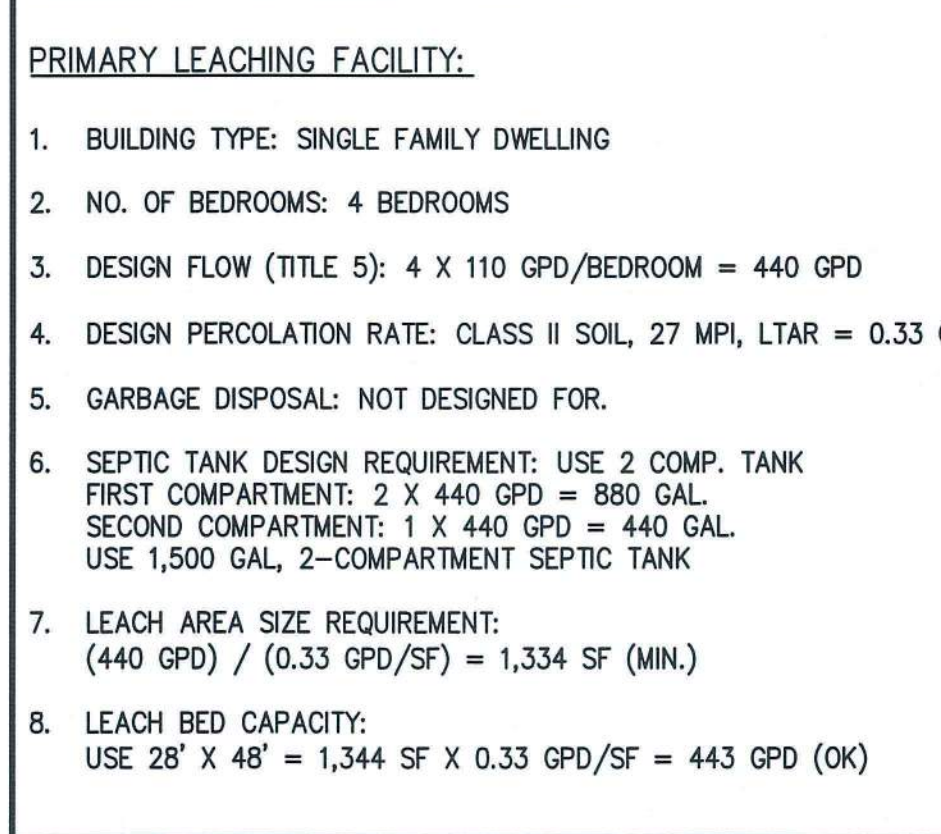 PRIMARY LEACHING FACILITY:
1. BUILDING TYPE: SINGLE FAMILY DWELLING
2. NO. OF BEDROOMS: 4 BEDROOMS
3. DESIGN FLOW (TITLE 5): 4 X 110 GPD/BEDROOM = 440 GPD
4. DESIGN PERCOLATION RATE: CLASS II SOIL, 27 MPI, LTAR = 0.33
5. GARBAGE DISPOSAL: NOT DESIGNED FOR.
6. SEPTIC TANK DESIGN REQUIREMENT: USE 2 COMP. TANK
FIRST COMPARTMENT: 2 X 440 GPD = 880 GAL.
SECOND COMPARTMENT: 1 X 440 GPD = 440 GAL.
USE 1,500 GAL, 2-COMPARTMENT SEPTIC TANK
7. LEACH AREA SIZE REQUIREMENT:
(440 GPD) / (0.33 GPD/SF) = 1,334 SF (MIN.)
8. LEACH BED CAPACITY:
USE 28' X 48' = 1,344 SF X 0.33 GPD/SF = 443 GPD (OK)